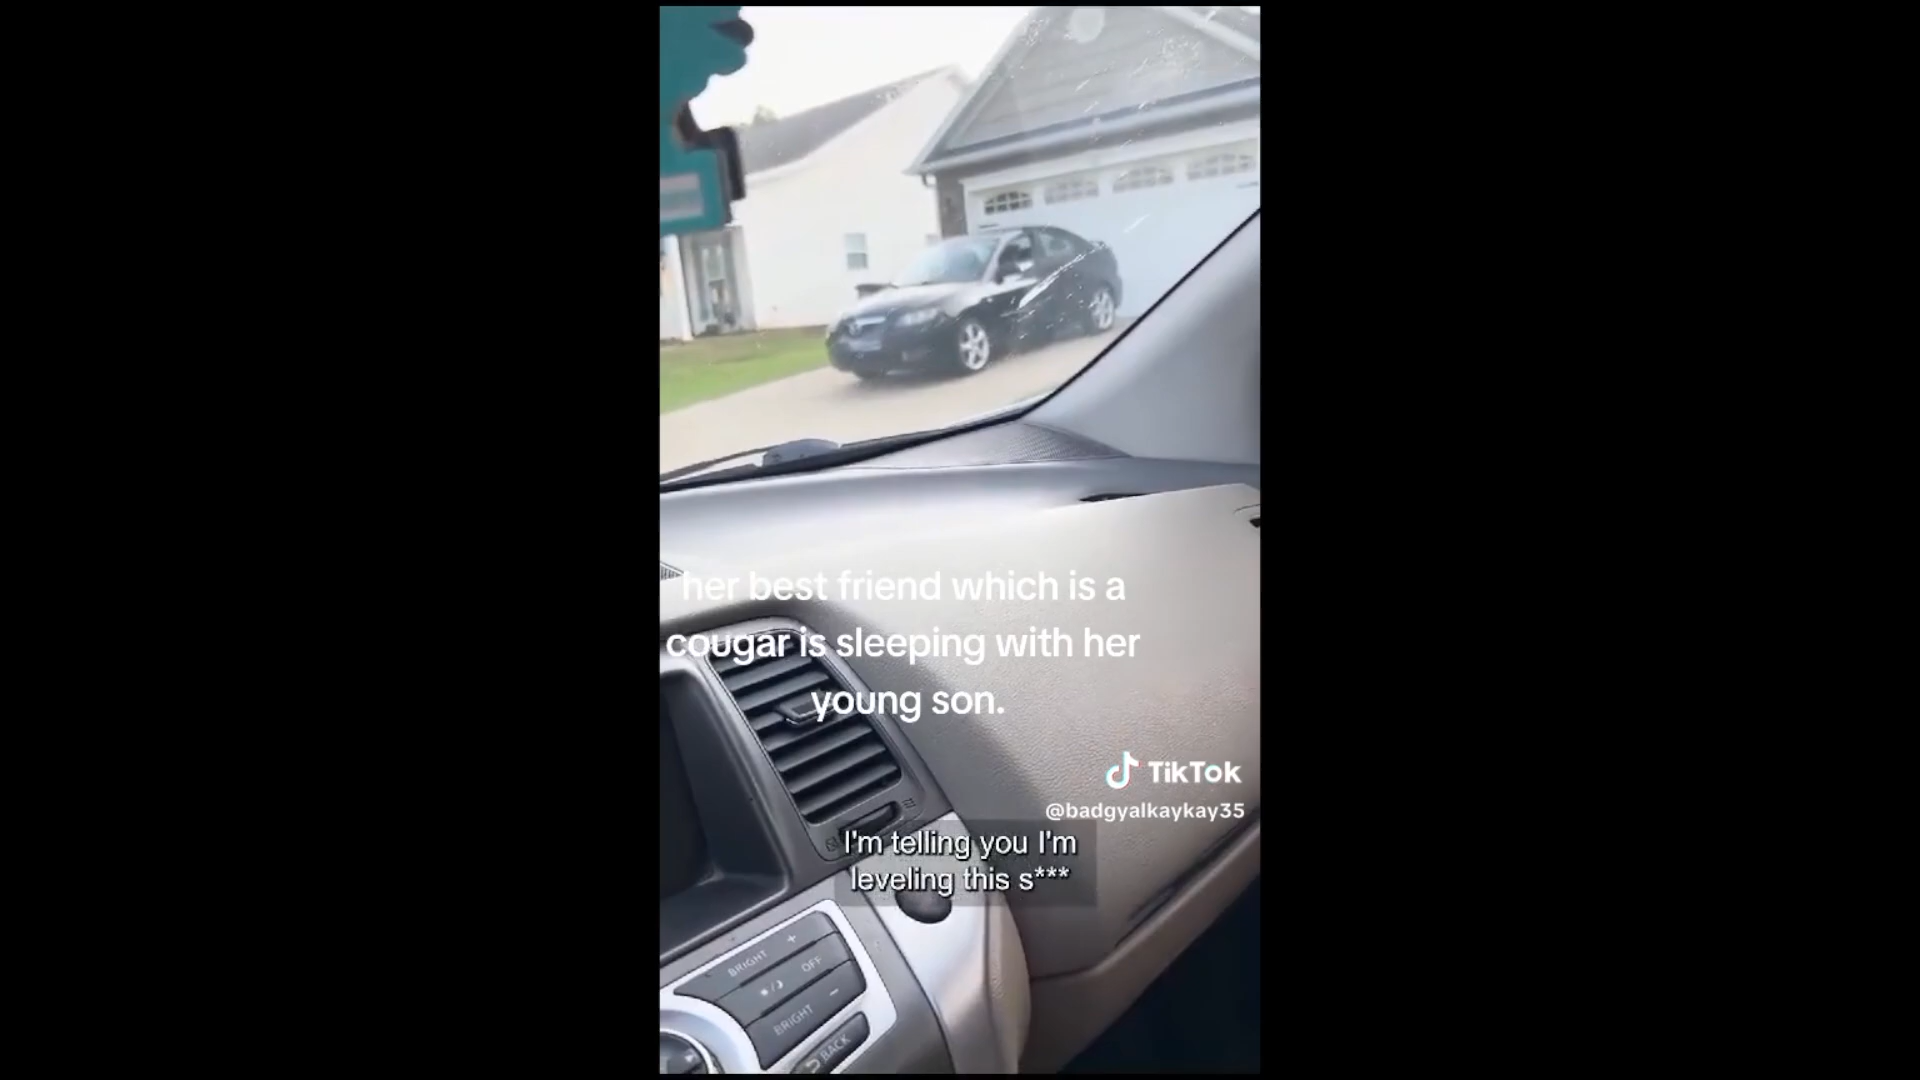 her best friend which is a
cougar is sleeping with her
young son.
TikTok
@badgyalkaykay35
I'm telling you I'm
leveling this s***
BRIGHT +
OFF
BRIGHT −
BACK